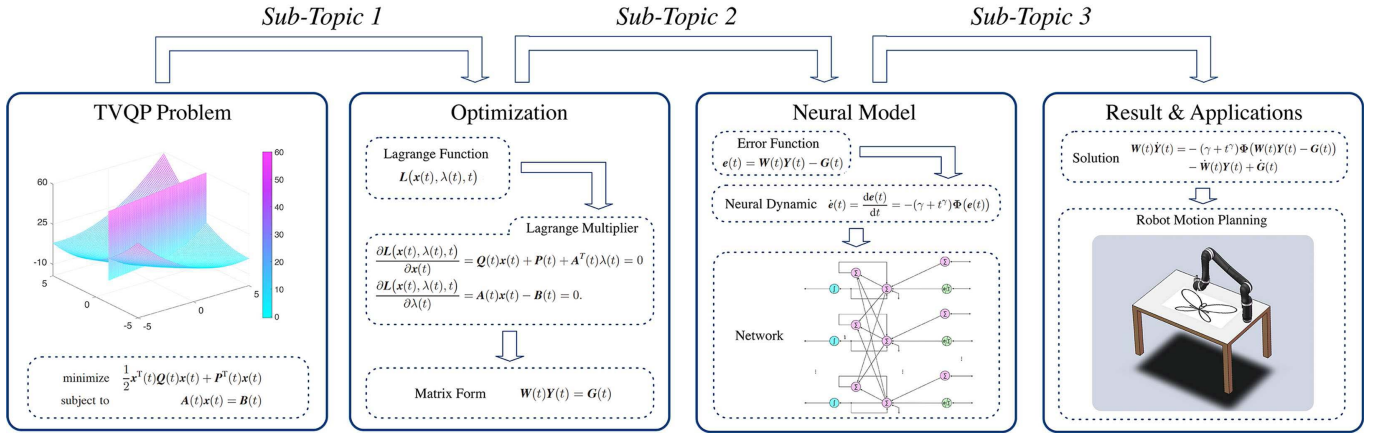 Sub-Topic 1
Sub-Topic 2
Sub-Topic 3
TVQP Problem
60
25
-10
5
0
-5
-5
0
5
60
50
40
30
20
10
0
minimize ½x^T(t)Q(t)x(t) + P^T(t)x(t)
subject to A(t)x(t) = B(t)
Optimization
Lagrange Function
L(x(t), λ(t), t)
Lagrange Multiplier
∂L(x(t), λ(t), t)/∂x(t) = Q(t)x(t) + P(t) + A^T(t)λ(t) = 0
∂L(x(t), λ(t), t)/∂λ(t) = A(t)x(t) − B(t) = 0.
Matrix Form W(t)Y(t) = G(t)
Neural Model
Error Function
e(t) = W(t)Y(t) − G(t)
Neural Dynamic ė(t) = de(t)/dt = −(γ + t^γ)Φ(e(t))
Network
Σ Σ
∫ Σ
Σ Σ
∫ Σ
Σ Σ
∫ Σ
Result & Applications
Solution W(t)Ẏ(t) = − (γ + t^γ)Φ(W(t)Y(t) − G(t))
− Ẇ(t)Y(t) + Ġ(t)
Robot Motion Planning